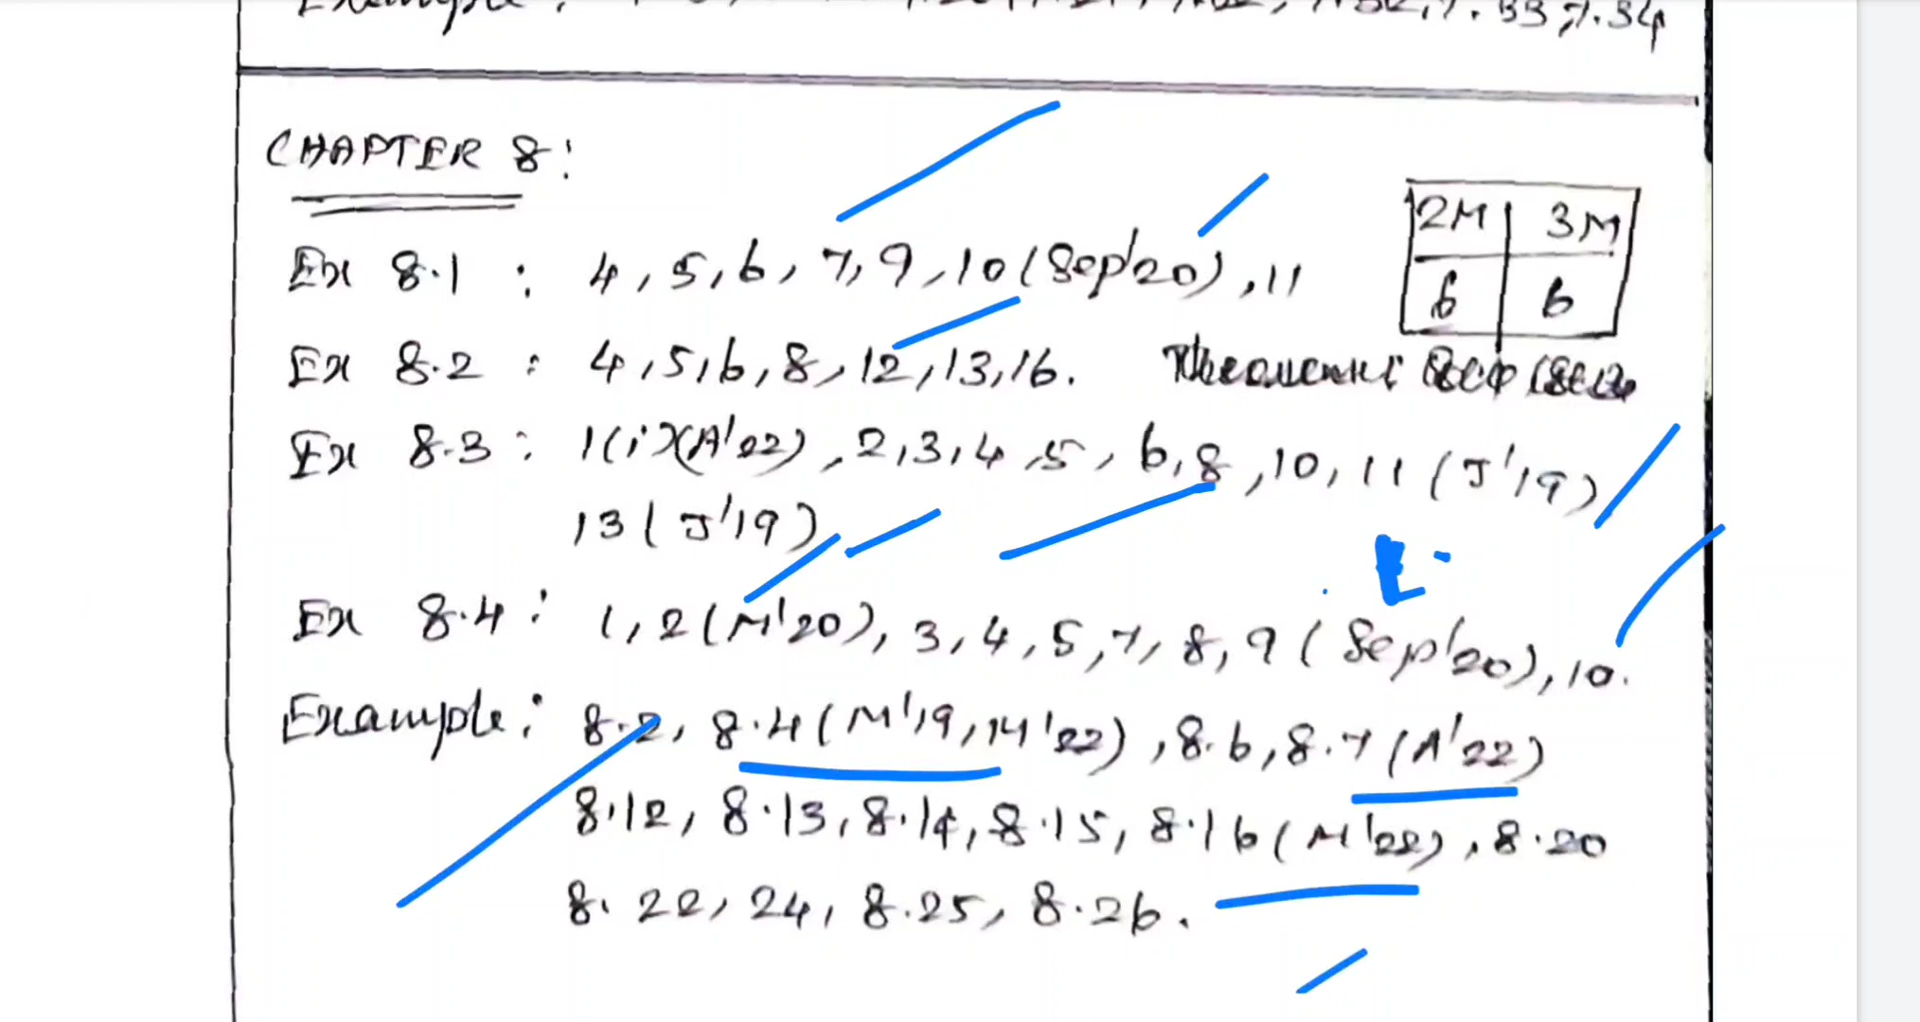 CHAPTER 8:
2M 3M
6 6
Ex 8.1 : 4, 5, 6, 7, 9, 10 (Sep'20), 11
Ex 8.2 : 4, 5, 6, 8, 12, 13, 16.
Ex 8.3 : 1(i)(A'22), 2, 3, 4, 5, 6, 8, 10, 11 (J'19)
13 (J'19)
Ex 8.4 : 1, 2 (M'20), 3, 4, 5, 7, 8, 9 (Sep'20), 10.
Example : 8.2, 8.4 (M'19, M'22), 8.6, 8.7 (A'22)
8.12, 8.13, 8.14, 8.15, 8.16 (M'22), 8.20
8.22, 24, 8.25, 8.26.